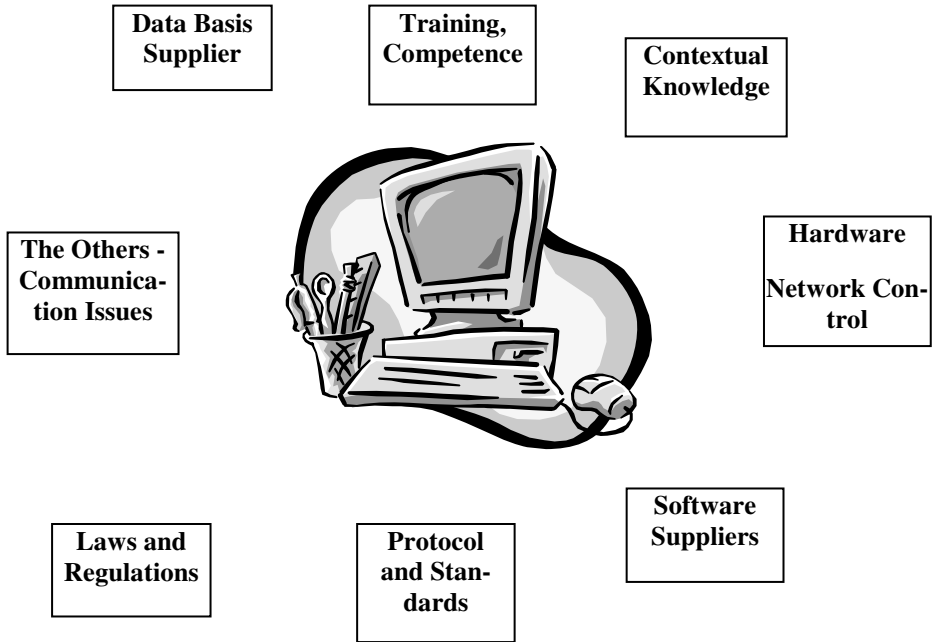 Data Basis
Supplier
Training,
Competence
Contextual
Knowledge
The Others -
Communica-
tion Issues
Hardware
Network Con-
trol
Laws and
Regulations
Protocol
and Stan-
dards
Software
Suppliers